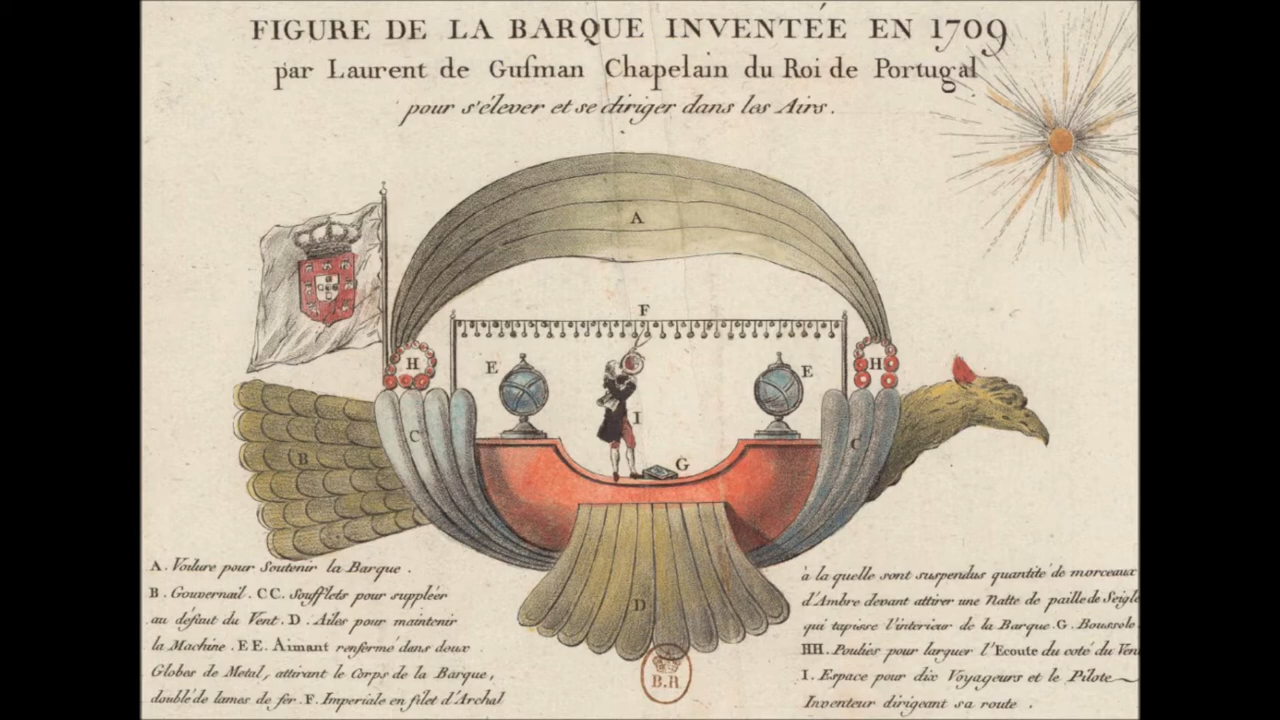 FIGURE DE LA BARQUE INVENTÉE EN 1709
par Laurent de Guſman Chapelain du Roi de Portugal
pour s'élever et se diriger dans les Airs.
A
F
H
H
E
E
I
C
C
B
G
D
A. Voilure pour Soutenir la Barque.
B. Gouvernail. CC. Soufflets pour suppléer
au défaut du Vent. D. Aîles pour maintenir
la Machine. EE. Aimant renfermé dans deux
Globes de Metal, attirant le Corps de la Barque,
doublé de lames de fer. F. Imperiale en filet d'Archal
à la quelle sont suspendus quantité de morceaux
d'Ambre devant attirer une Natte de paille de Seigle
qui tapisse l'interieur de la Barque. G. Boussole.
HH. Poulies pour larguer l'Ecoute du coté du Vent
I. Espace pour dix Voyageurs et le Pilote
Inventeur dirigeant sa route.
B.R